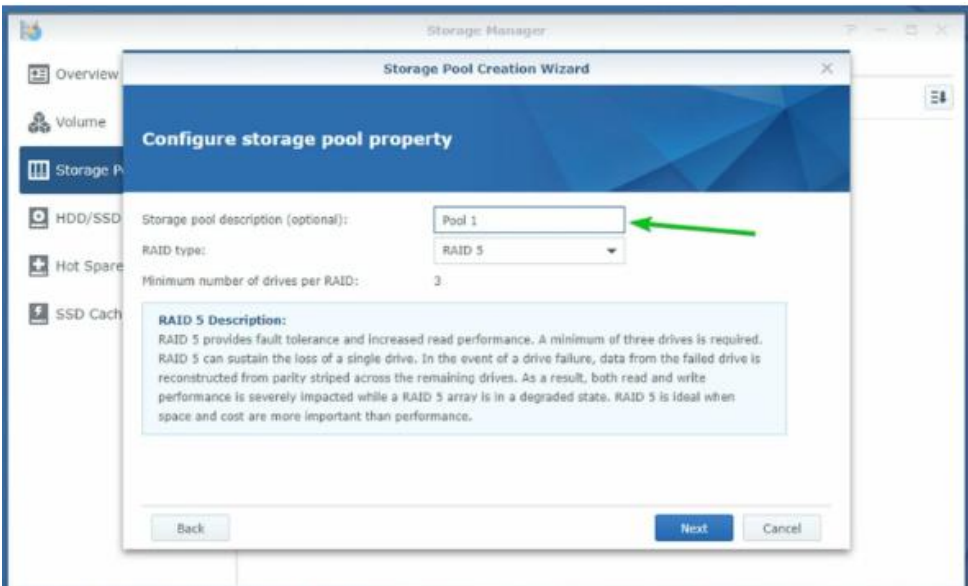 Storage Manager
Overview
Volume
Storage P
HDD/SSD
Hot Spare
SSD Cach
Storage Pool Creation Wizard
Configure storage pool property
Storage pool description (optional):
Pool 1
RAID type:
RAID 5
Minimum number of drives per RAID:
3
RAID 5 Description:
RAID 5 provides fault tolerance and increased read performance. A minimum of three drives is required.
RAID 5 can sustain the loss of a single drive. In the event of a drive failure, data from the failed drive is
reconstructed from parity striped across the remaining drives. As a result, both read and write
performance is severely impacted while a RAID 5 array is in a degraded state. RAID 5 is ideal when
space and cost are more important than performance.
Back
Next
Cancel